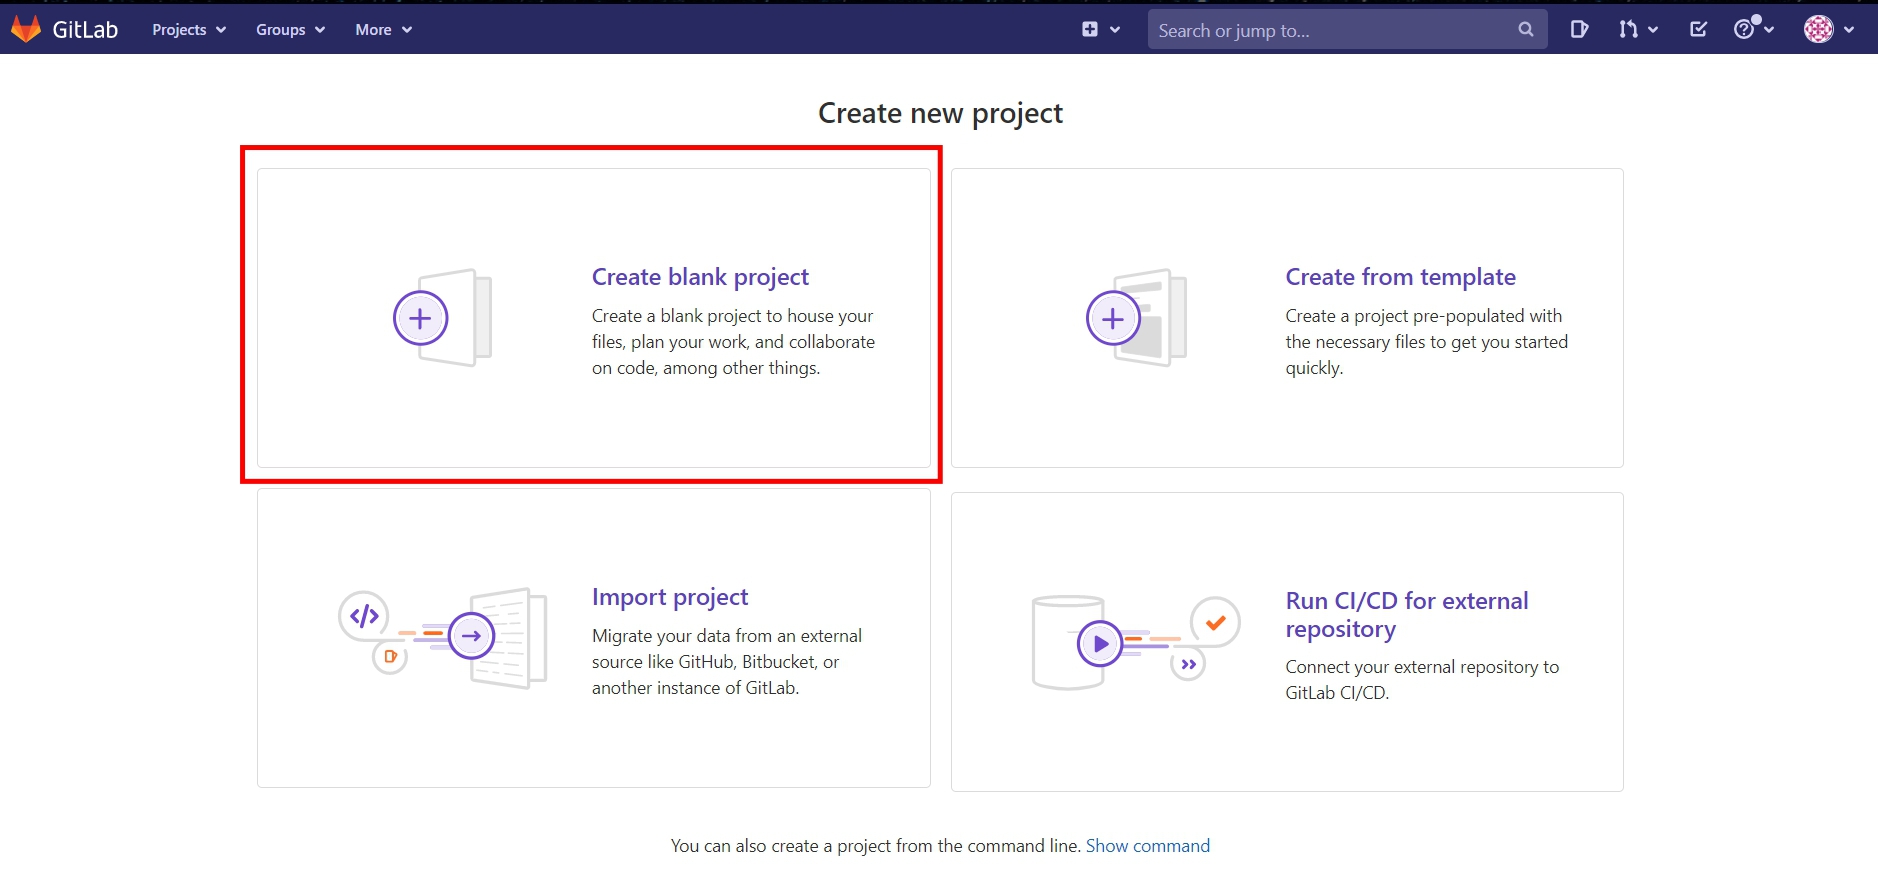 GitLab Projects Groups More Search or jump to...
Create new project
Create blank project
Create a blank project to house your
files, plan your work, and collaborate
on code, among other things.
Create from template
Create a project pre-populated with
the necessary files to get you started
quickly.
Import project
Migrate your data from an external
source like GitHub, Bitbucket, or
another instance of GitLab.
Run CI/CD for external
repository
Connect your external repository to
GitLab CI/CD.
You can also create a project from the command line. Show command